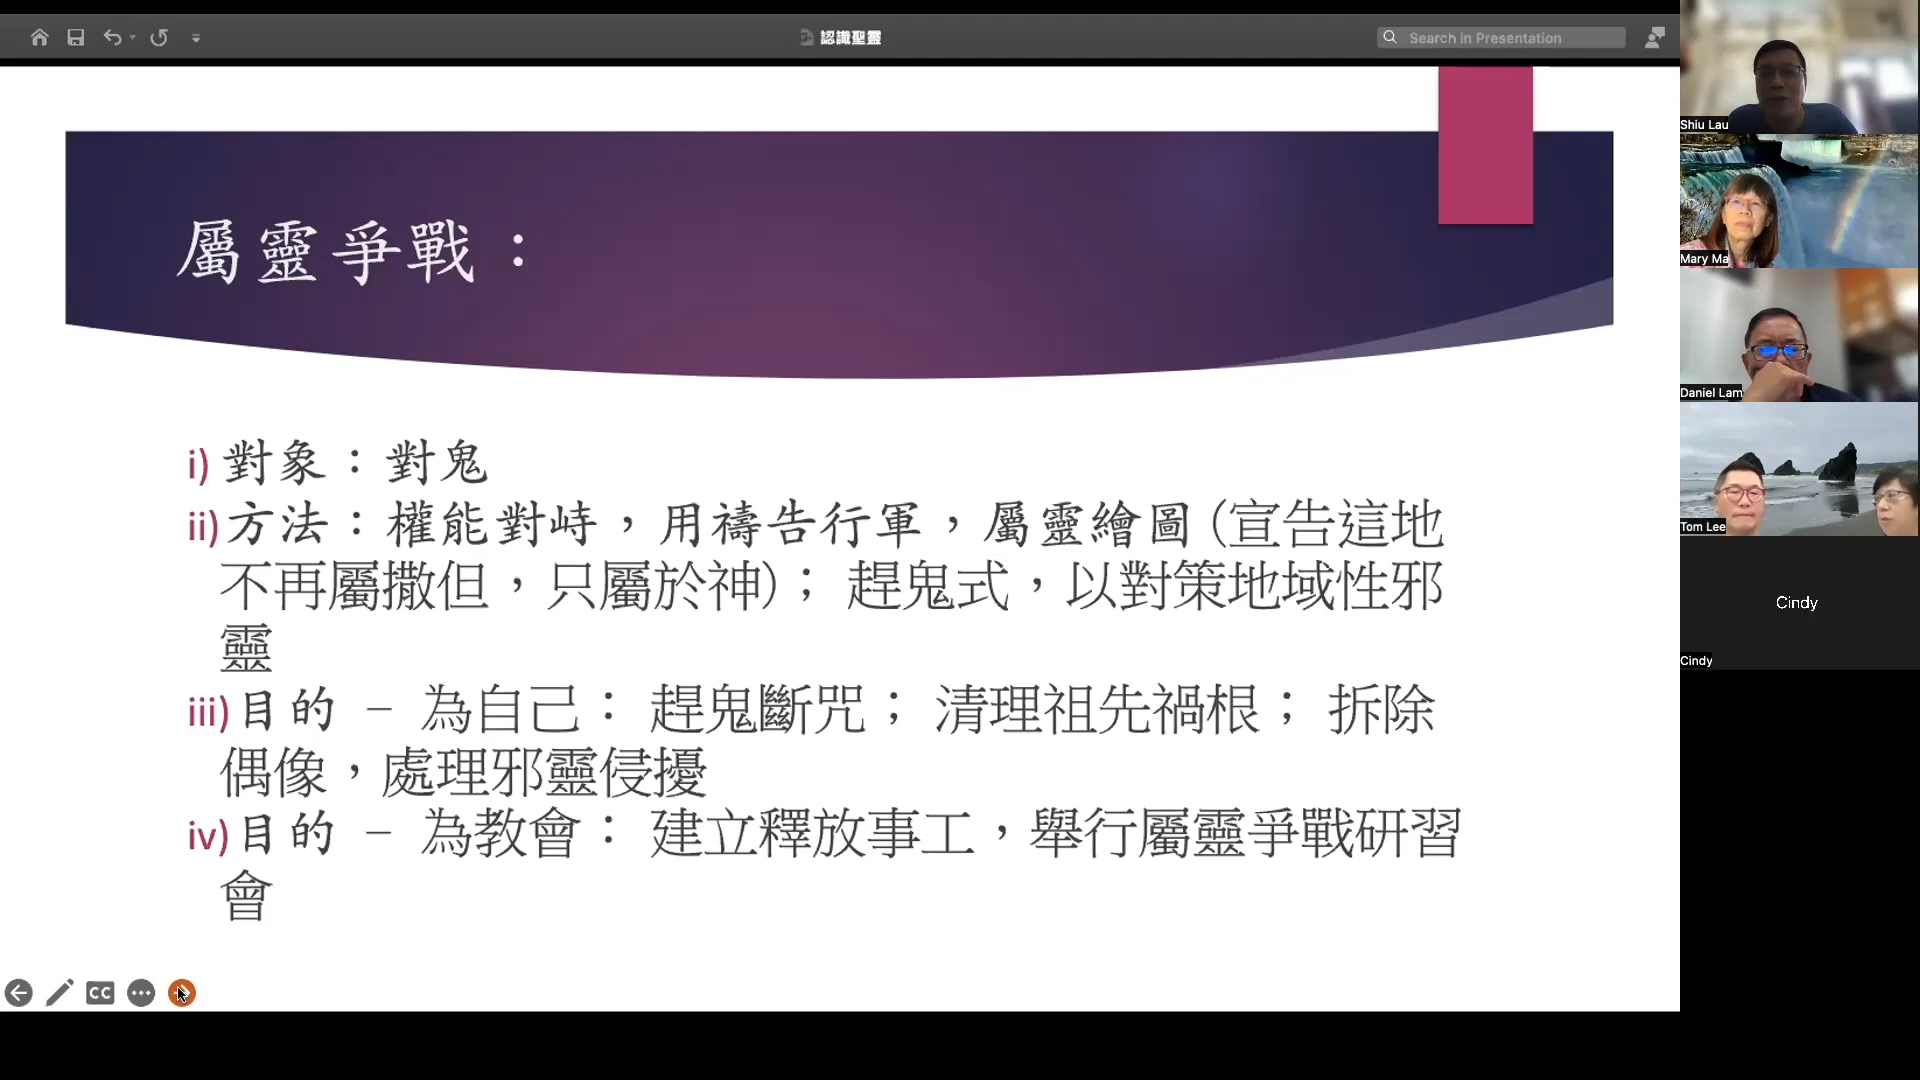 認識聖靈
Search in Presentation
屬靈爭戰：
i) 對象：對鬼
ii) 方法：權能對峙，用禱告行軍，屬靈繪圖 (宣告這地
不再屬撒但，只屬於神)； 趕鬼式，以對策地域性邪
靈
iii) 目的 – 為自己： 趕鬼斷咒； 清理祖先禍根； 拆除
偶像，處理邪靈侵擾
iv) 目的 – 為教會： 建立釋放事工，舉行屬靈爭戰研習
會
CC
Shiu Lau
Mary Ma
Daniel Lam
Tom Lee
Cindy
Cindy